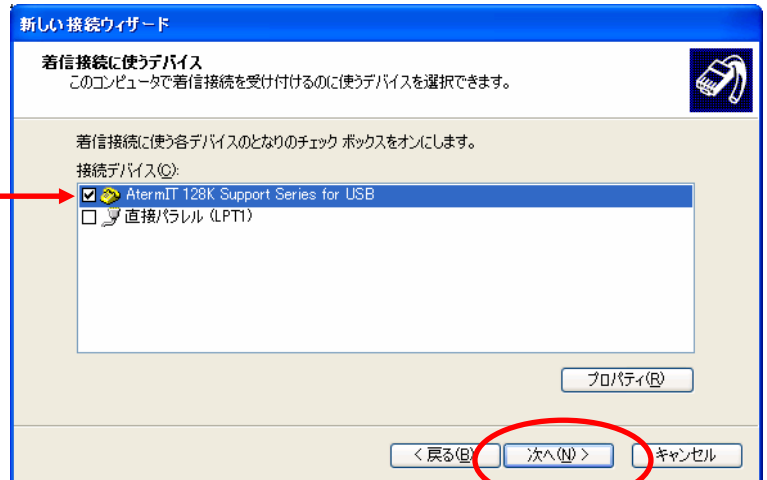 新しい接続ウィザード
着信接続に使うデバイス
このコンピュータで着信接続を受け付けるのに使うデバイスを選択できます。
着信接続に使う各デバイスのとなりのチェック ボックスをオンにします。
接続デバイス(C):
AtermIT 128K Support Series for USB
直接パラレル (LPT1)
プロパティ(R)
< 戻る(B) 次へ(N) > キャンセル